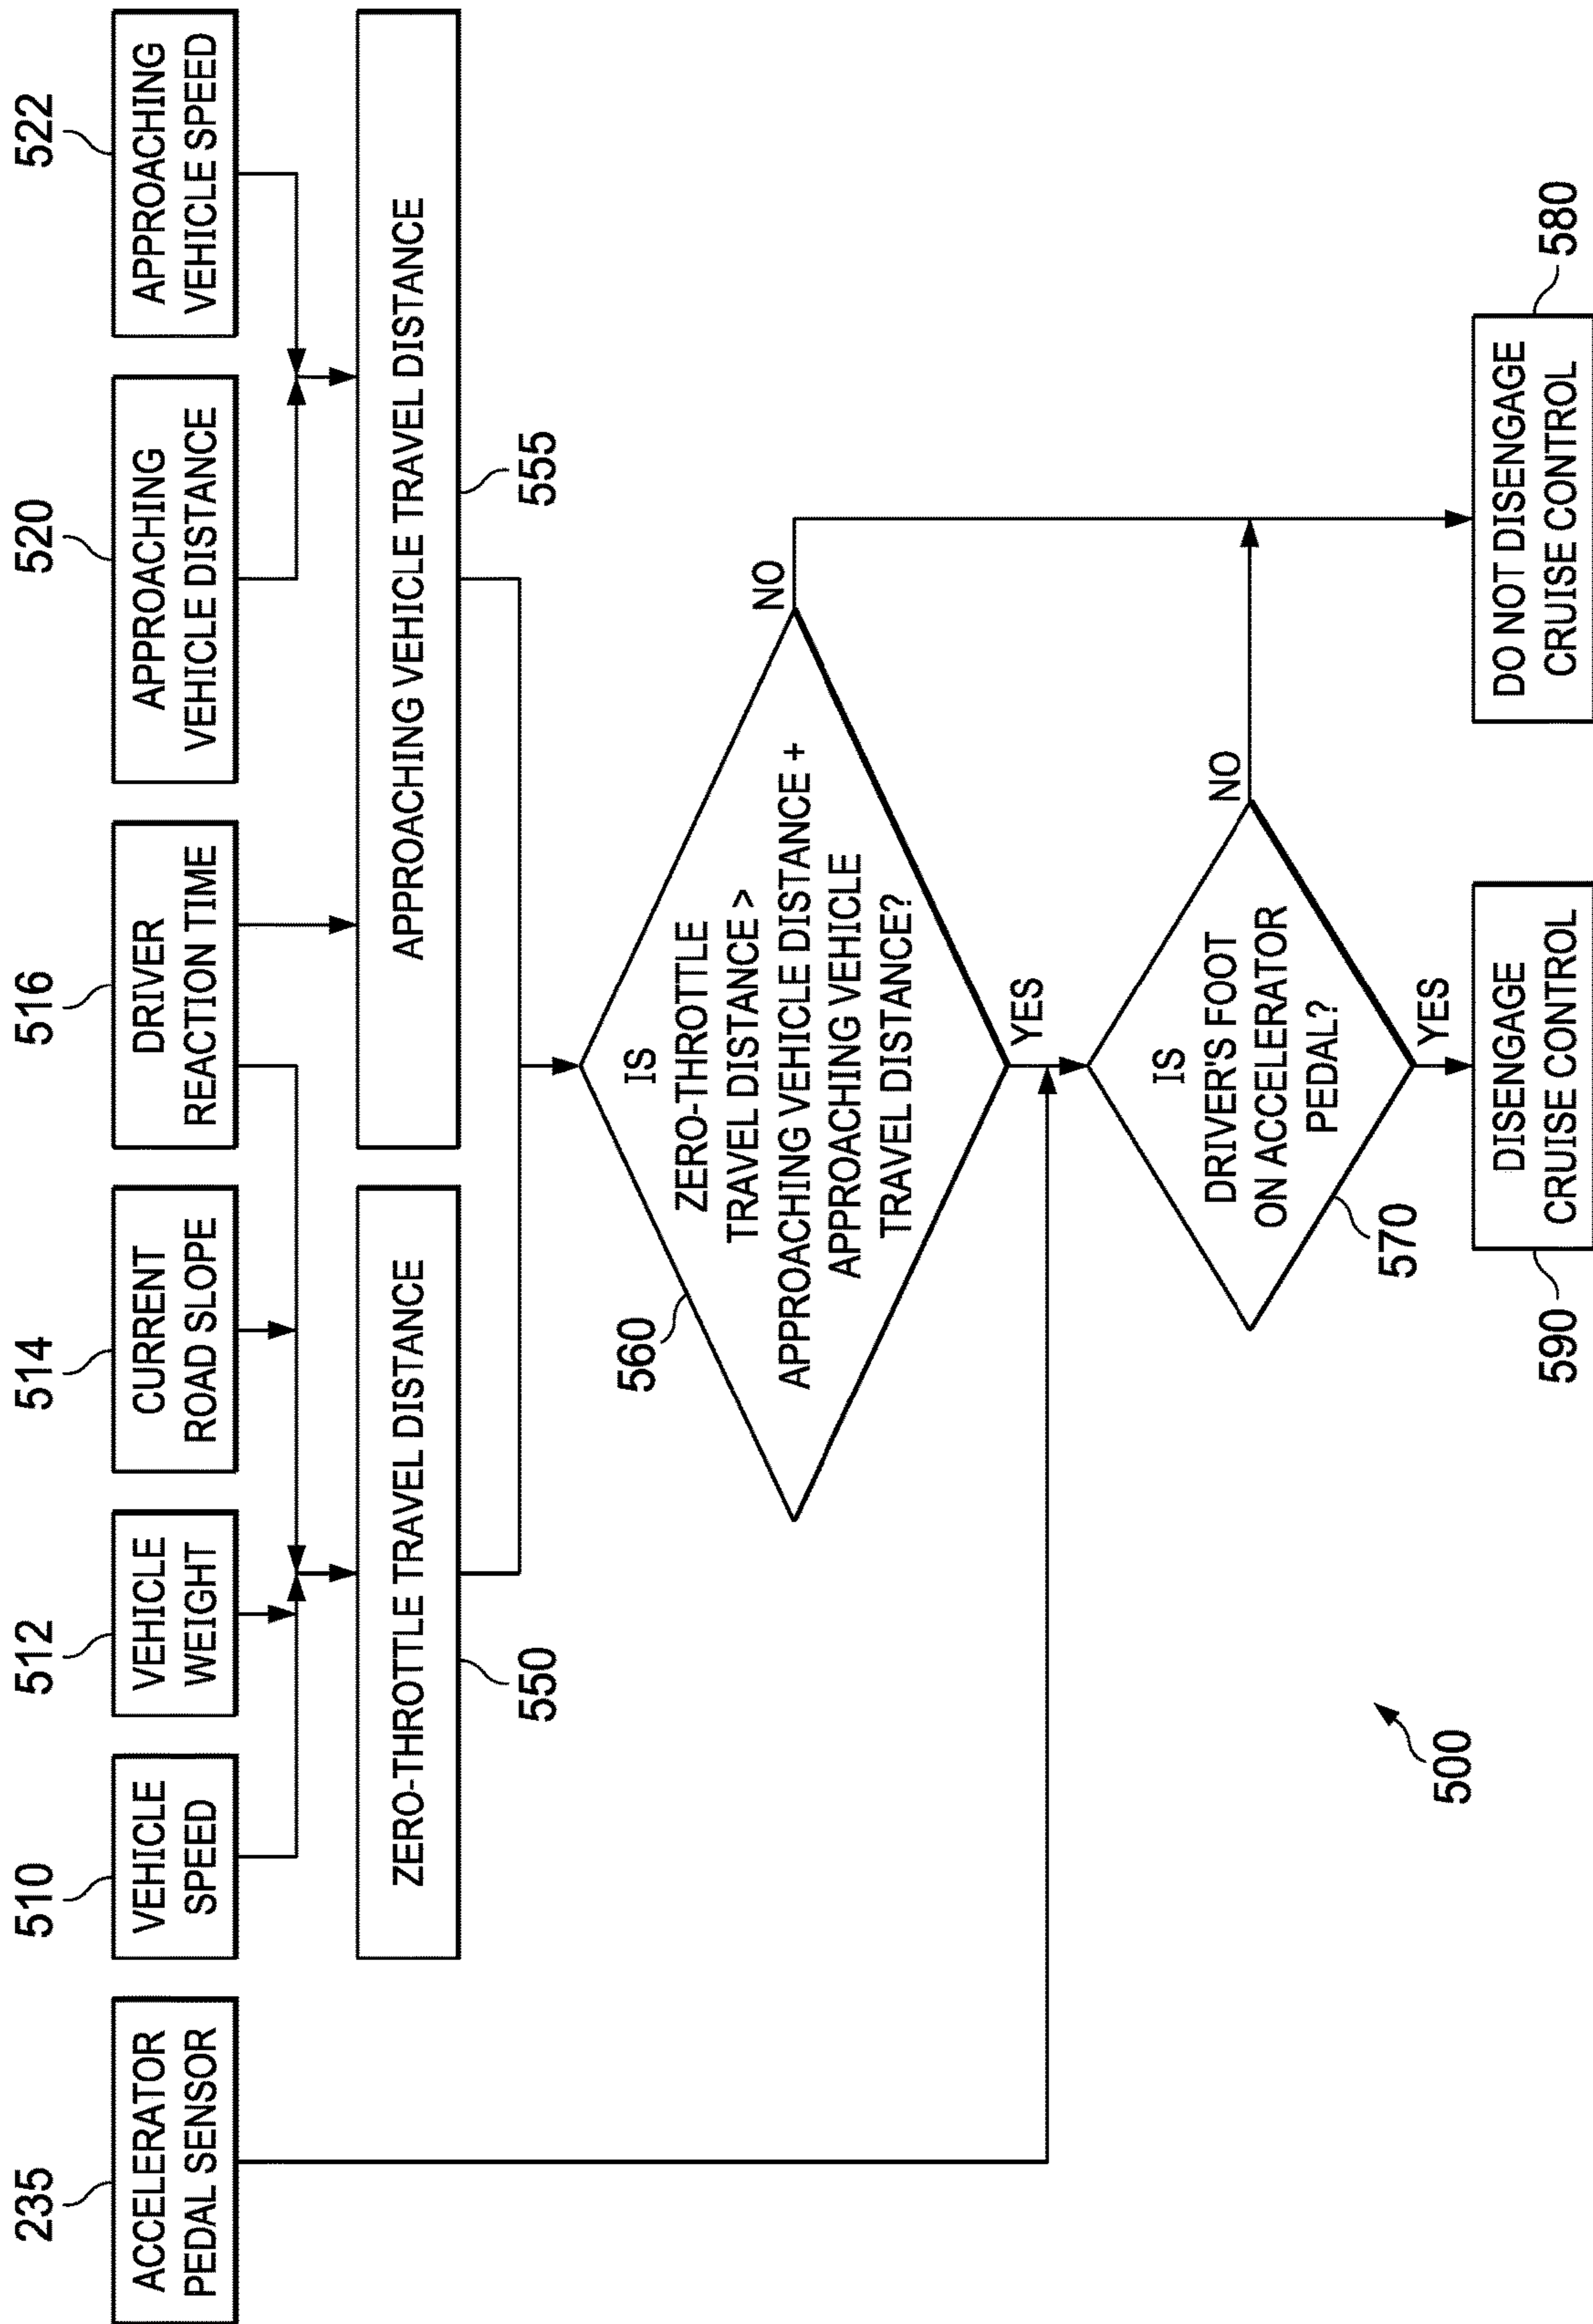 235
510
512
514
516
520
522
ACCELERATOR
PEDAL SENSOR
VEHICLE
SPEED
VEHICLE
WEIGHT
CURRENT
ROAD SLOPE
DRIVER
REACTION TIME
APPROACHING
VEHICLE DISTANCE
APPROACHING
VEHICLE SPEED
ZERO-THROTTLE TRAVEL DISTANCE
550
APPROACHING VEHICLE TRAVEL DISTANCE
555
560
IS
ZERO-THROTTLE
TRAVEL DISTANCE >
APPROACHING VEHICLE DISTANCE +
APPROACHING VEHICLE
TRAVEL DISTANCE?
NO
YES
IS
DRIVER'S FOOT
ON ACCELERATOR
PEDAL?
NO
570
YES
500
590
DISENGAGE
CRUISE CONTROL
DO NOT DISENGAGE
CRUISE CONTROL
580